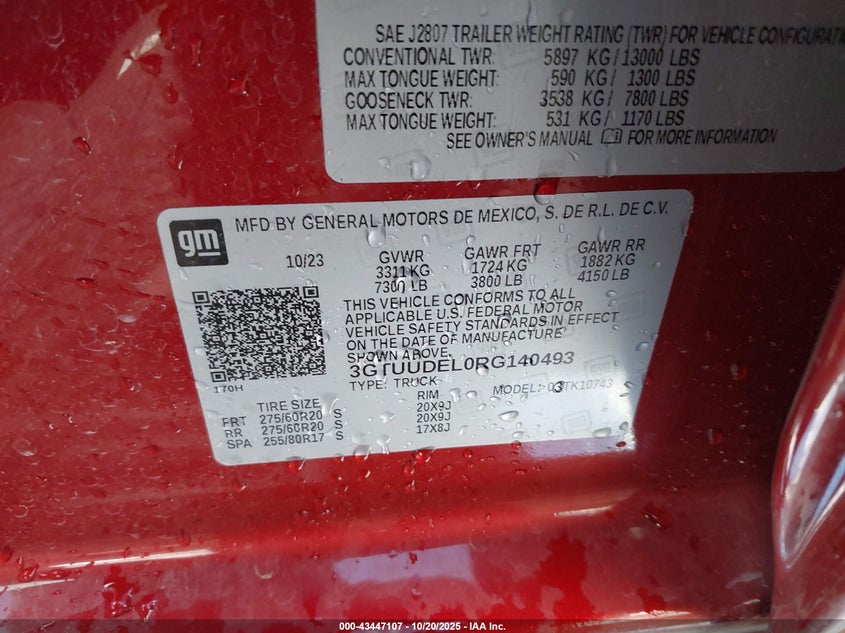 SAE J2807 TRAILER WEIGHT RATING (TWR) FOR VEHICLE CONFIGURATION
CONVENTIONAL TWR: 5897 KG / 13000 LBS
MAX TONGUE WEIGHT: 590 KG / 1300 LBS
GOOSENECK TWR: 3538 KG / 7800 LBS
MAX TONGUE WEIGHT: 531 KG / 1170 LBS
SEE OWNER'S MANUAL FOR MORE INFORMATION
gm
MFD BY GENERAL MOTORS DE MEXICO, S. DE R.L. DE C.V.
10/23 GVWR GAWR FRT GAWR RR
3311 KG 1724 KG 1882 KG
7300 LB 3800 LB 4150 LB
THIS VEHICLE CONFORMS TO ALL
APPLICABLE U.S. FEDERAL MOTOR
VEHICLE SAFETY STANDARDS IN EFFECT
ON THE DATE OF MANUFACTURE
SHOWN ABOVE.
3GTUUDEL0RG140493
170H
TYPE: TRUCK MODEL: TK10743
TIRE SIZE RIM
FRT 275/60R20 S 20X9J
RR 275/60R20 S 20X9J
SPA 255/80R17 S 17X8J
000-43447107 - 10/20/2025 - IAA Inc.